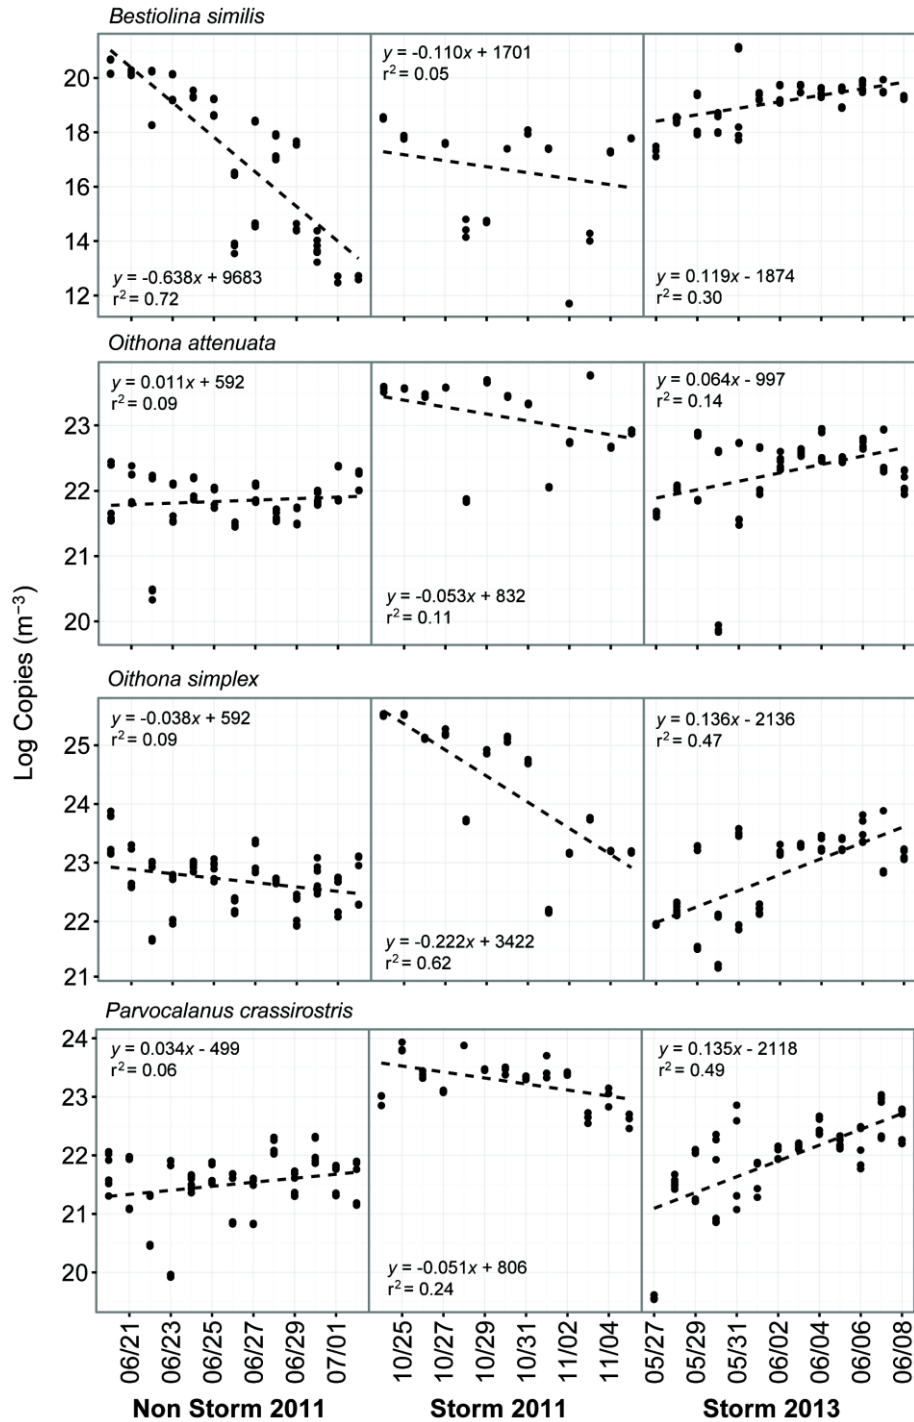 Bestiolina similis
y = -0.638x + 9683
r² = 0.72
y = -0.110x + 1701
r² = 0.05
0.119x - 1874
r² = 0.30
20
18
16
14
12
Oithona attenuata
y = 0.011x + 592
r² = 0.09
y = -0.053x + 832
r² = 0.11
y = 0.064x - 997
r² = 0.14
23
22
21
20
Log Copies (m⁻³)
Oithona simplex
y = -0.038x + 592
r² = 0.09
y = -0.222x + 3422
r² = 0.62
y = 0.136x - 2136
r² = 0.47
25
24
23
22
21
Parvocalanus crassirostris
y = 0.034x - 499
r² = 0.06
y = -0.051x + 806
r² = 0.24
y = 0.135x - 2118
r² = 0.49
24
23
22
21
20
06/21
06/23
06/25
06/27
06/29
07/01
10/25
10/27
10/29
10/31
11/02
11/04
05/27
05/29
05/31
06/02
06/04
06/06
06/08
Non Storm 2011
Storm 2011
Storm 2013